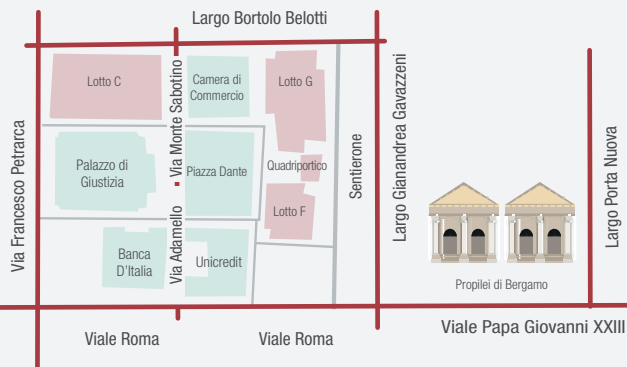 Largo Bortolo Belotti
Via Francesco Petrarca
Lotto C
Via Monte Sabotino
Camera di
Commercio
Lotto G
Sentierone
Largo Gianandrea Gavazzeni
Largo Porta Nuova
Palazzo di
Giustizia
Piazza Dante
Quadriportico
Lotto F
Via Adamello
Banca
D'Italia
Unicredit
Propilei di Bergamo
Viale Roma
Viale Roma
Viale Papa Giovanni XXIII